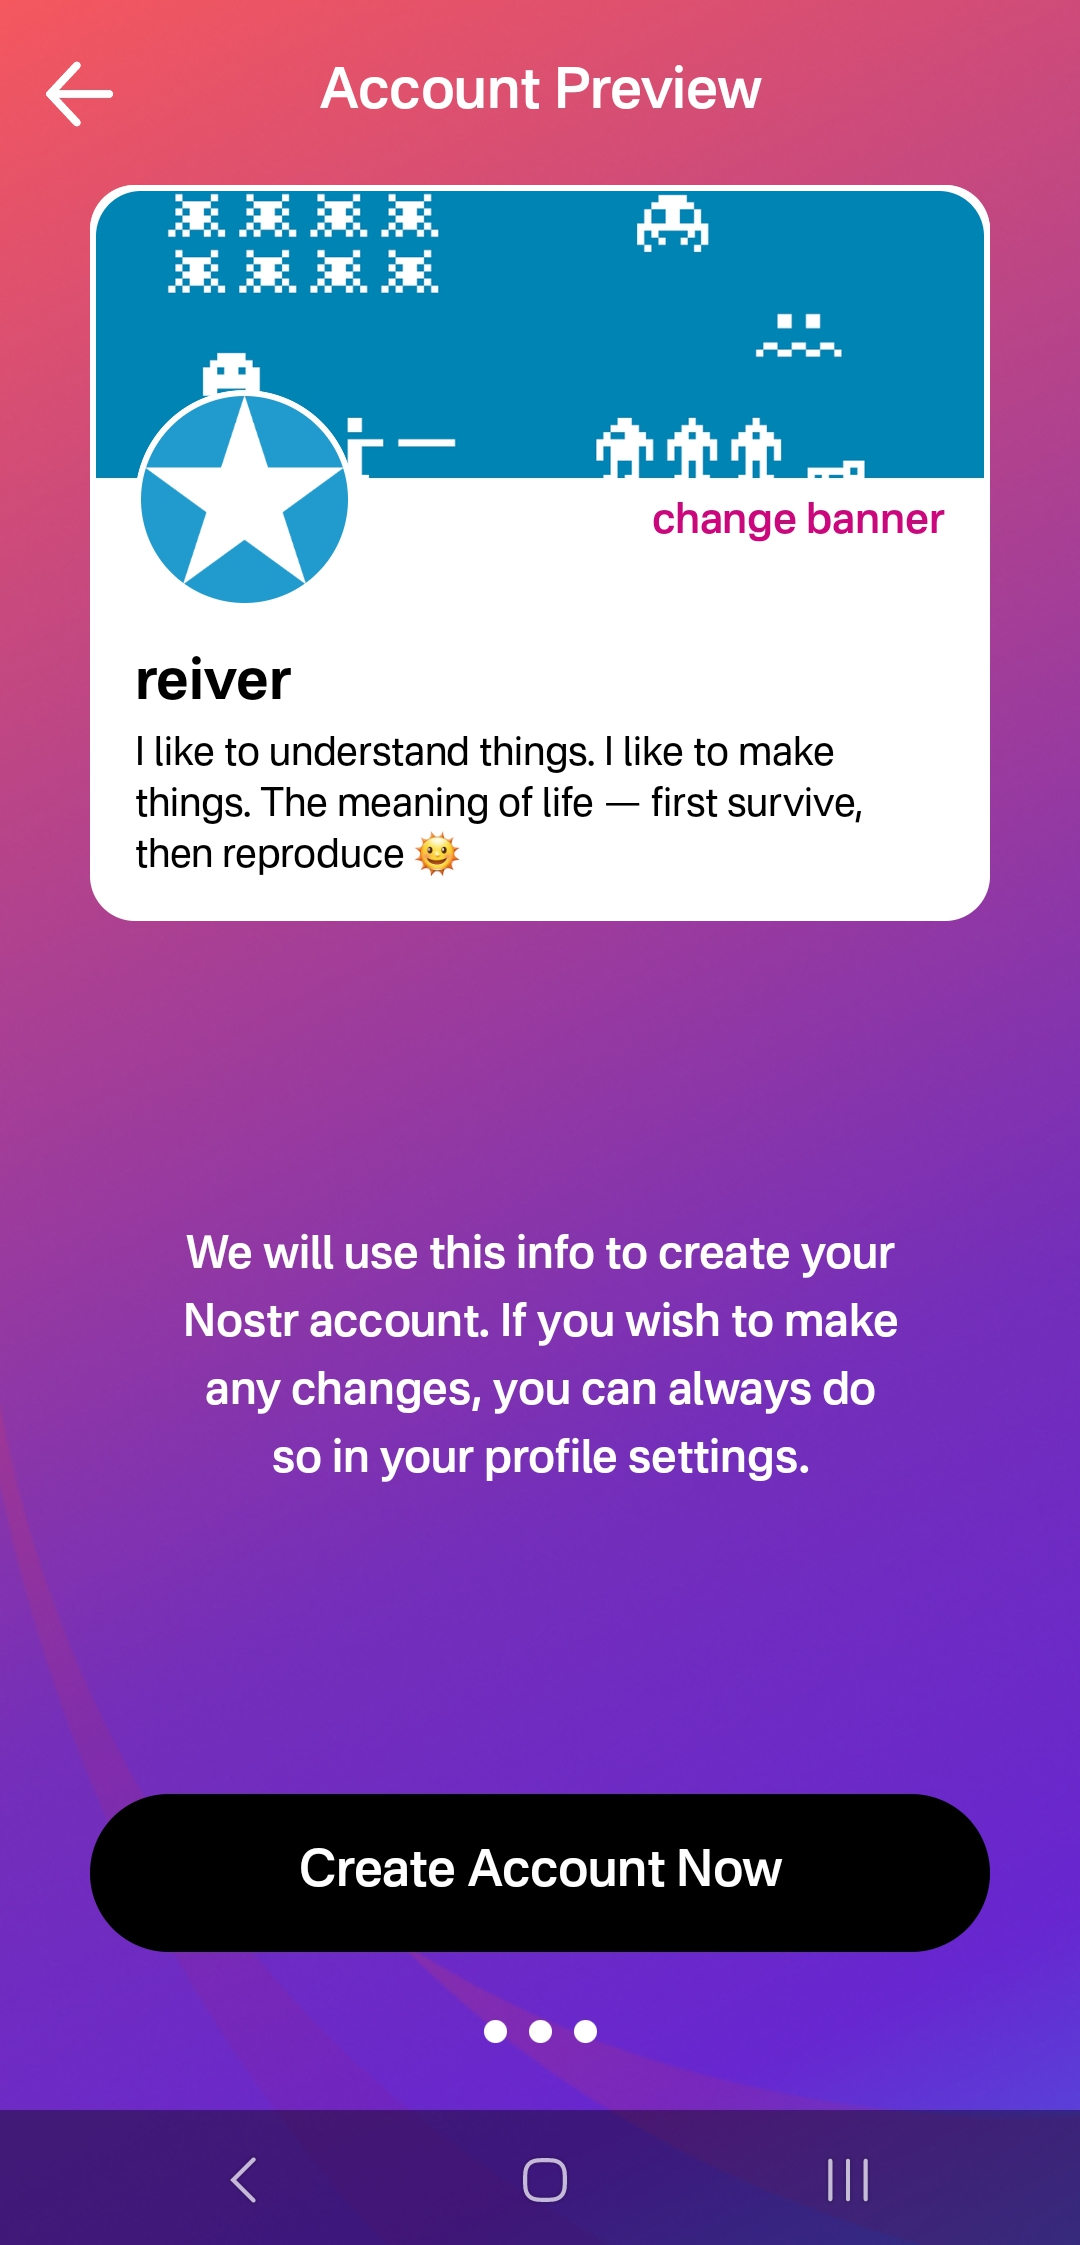 Account Preview
change banner
reiver
I like to understand things. I like to make
things. The meaning of life — first survive,
then reproduce 🌞
We will use this info to create your
Nostr account. If you wish to make
any changes, you can always do
so in your profile settings.
Create Account Now